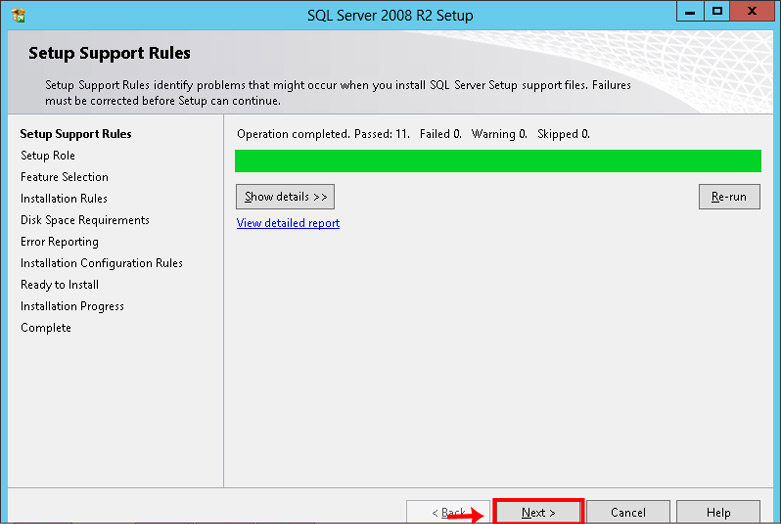 SQL Server 2008 R2 Setup
Setup Support Rules
Setup Support Rules identify problems that might occur when you install SQL Server Setup support files. Failures
must be corrected before Setup can continue.
Setup Support Rules
Setup Role
Feature Selection
Installation Rules
Disk Space Requirements
Error Reporting
Installation Configuration Rules
Ready to Install
Installation Progress
Complete
Operation completed. Passed: 11. Failed 0. Warning 0. Skipped 0.
Show details >>
Re-run
View detailed report
< Back
Next >
Cancel
Help